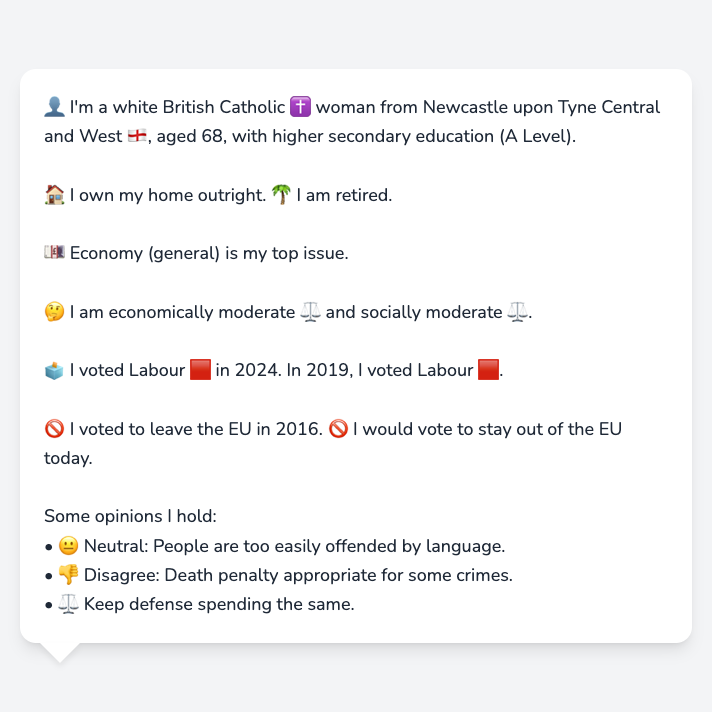 👤 I'm a white British Catholic ✝️ woman from Newcastle upon Tyne Central
and West 🏴󠁧󠁢󠁥󠁮󠁧󠁿, aged 68, with higher secondary education (A Level).
🏠 I own my home outright. 🌴 I am retired.
💷 Economy (general) is my top issue.
🤔 I am economically moderate ⚖️ and socially moderate ⚖️.
🗳️ I voted Labour 🟥 in 2024. In 2019, I voted Labour 🟥.
🚫 I voted to leave the EU in 2016. 🚫 I would vote to stay out of the EU
today.
Some opinions I hold:
• 😐 Neutral: People are too easily offended by language.
• 👎 Disagree: Death penalty appropriate for some crimes.
• ⚖️ Keep defense spending the same.